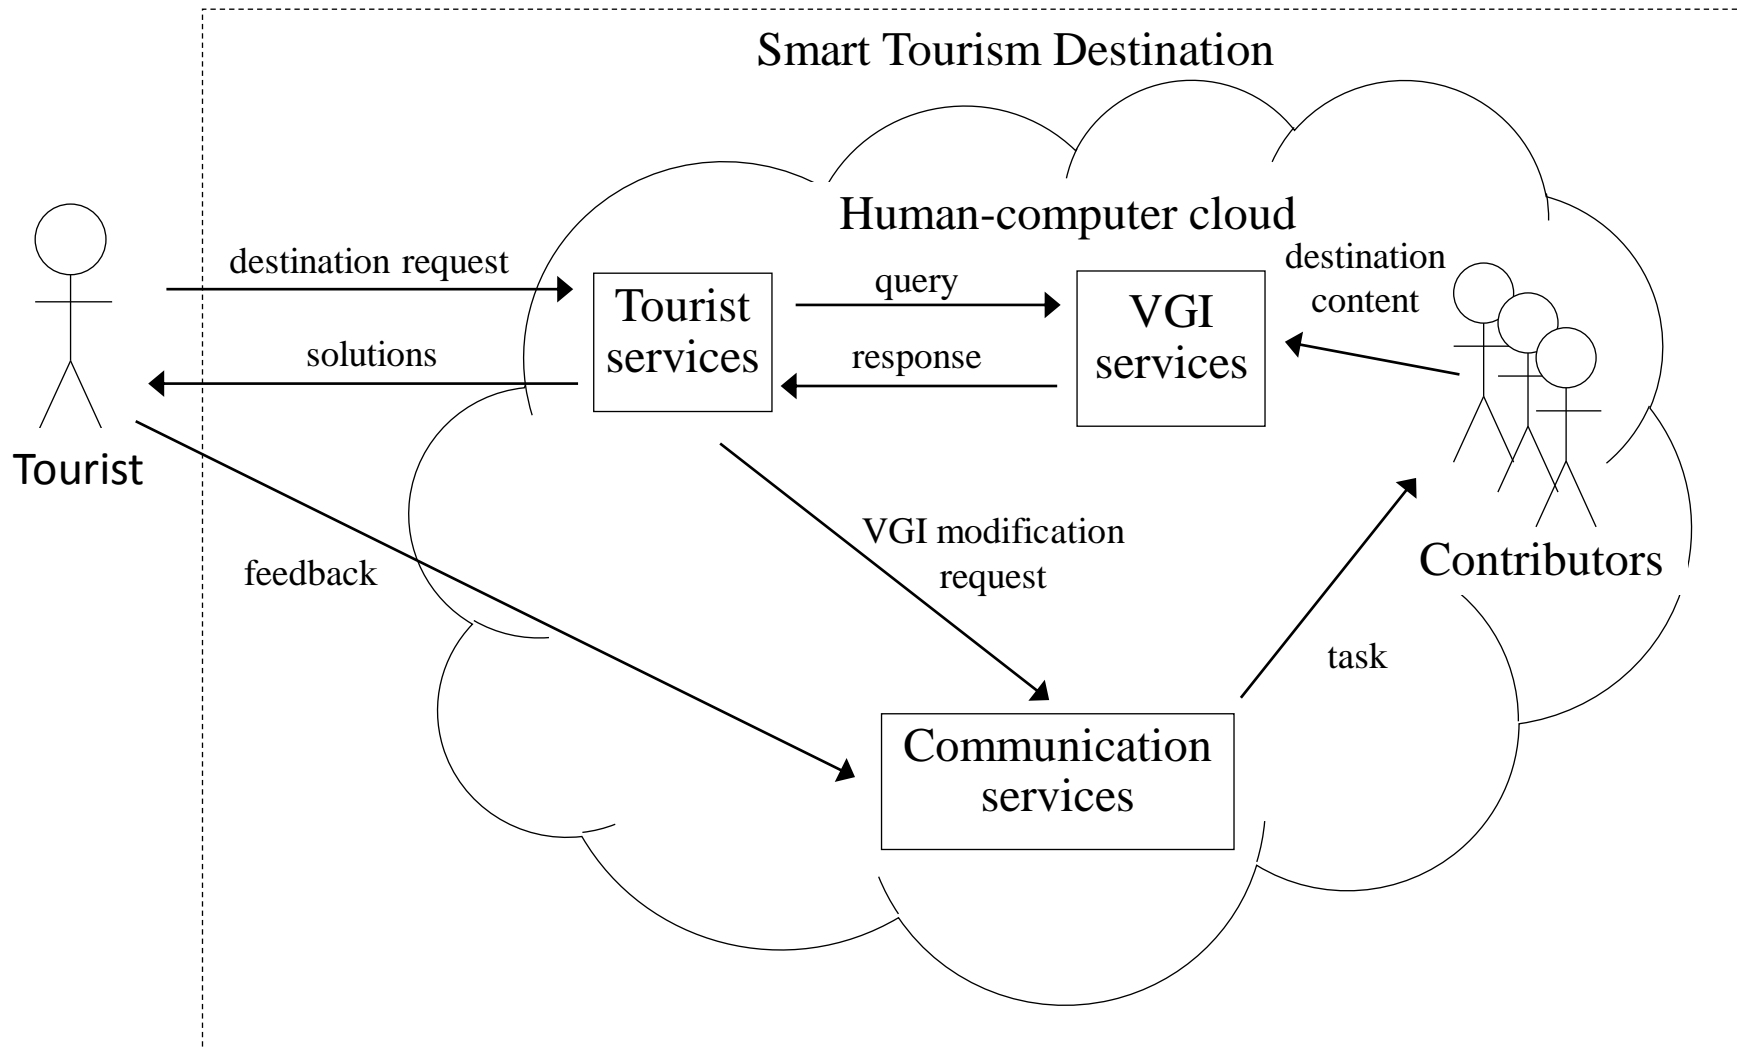 Smart Tourism Destination
Human-computer cloud
destination request
solutions
Tourist
Tourist
services
query
response
VGI
services
destination
content
Contributors
feedback
VGI modification
request
task
Communication
services